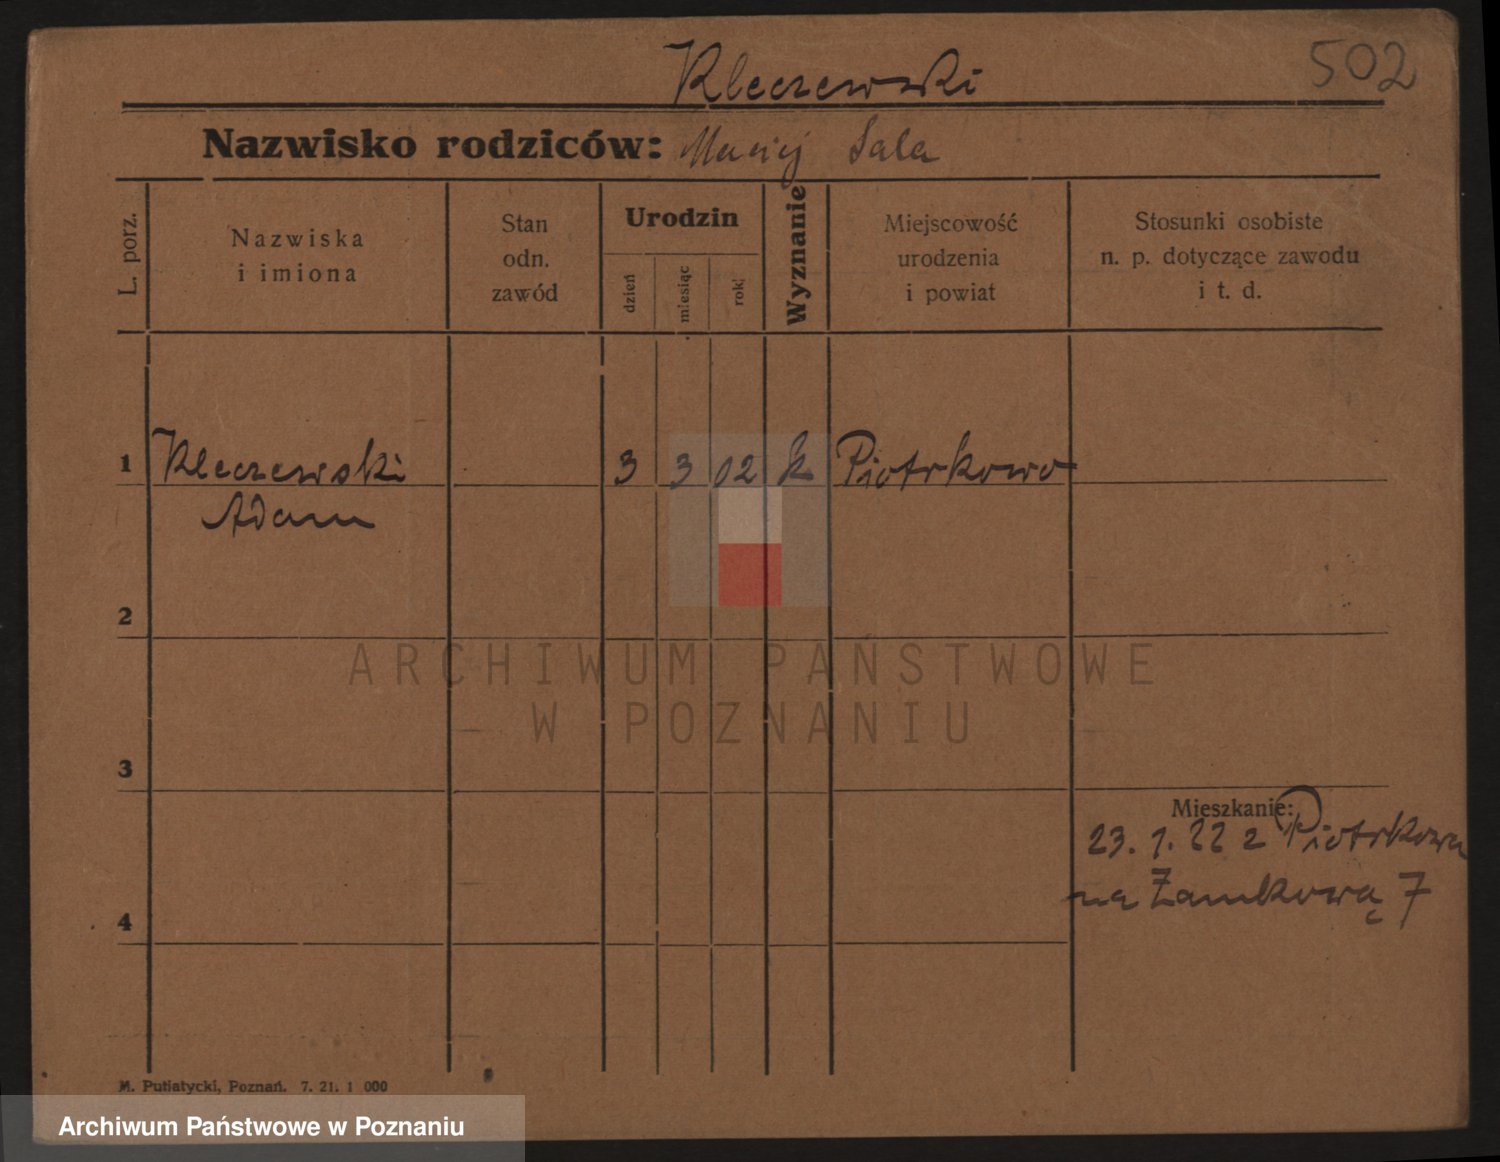 502
Kleczewski
Nazwisko rodziców: Maciej Sala
L. porz.
Nazwiska
i imiona
Stan
odn.
zawód
Urodzin
dzień
miesiąc
rok
Wyznanie
Miejscowość
urodzenia
i powiat
Stosunki osobiste
n. p. dotyczące zawodu
i t. d.
1 Kleczewski 3 3 02 k Piotrkowo
Adam
2
ARCHIWUM PAŃSTWOWE
W POZNANIU
3
Mieszkanie:
23. 1. 22 z Piotrkowa
na Zamkową 7
4
M. Putiatycki, Poznań. 7. 21. 1 000
Archiwum Państwowe w Poznaniu